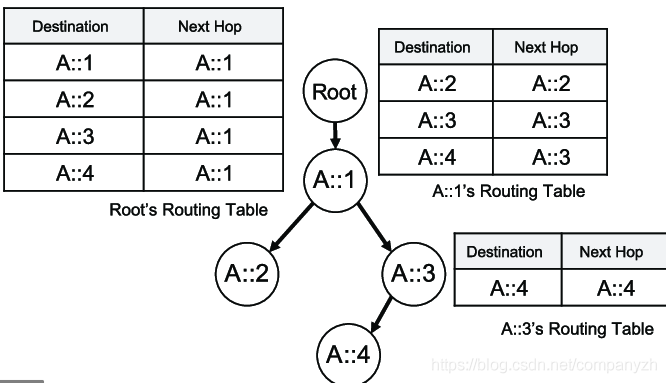 Destination Next Hop
A::1 A::1
A::2 A::1
A::3 A::1
A::4 A::1
Root's Routing Table
Root
A::1
A::2
A::3
A::4
Destination Next Hop
A::2 A::2
A::3 A::3
A::4 A::3
A::1's Routing Table
Destination Next Hop
A::4 A::4
A::3's Routing Table
https://blog.csdn.net/companyzh